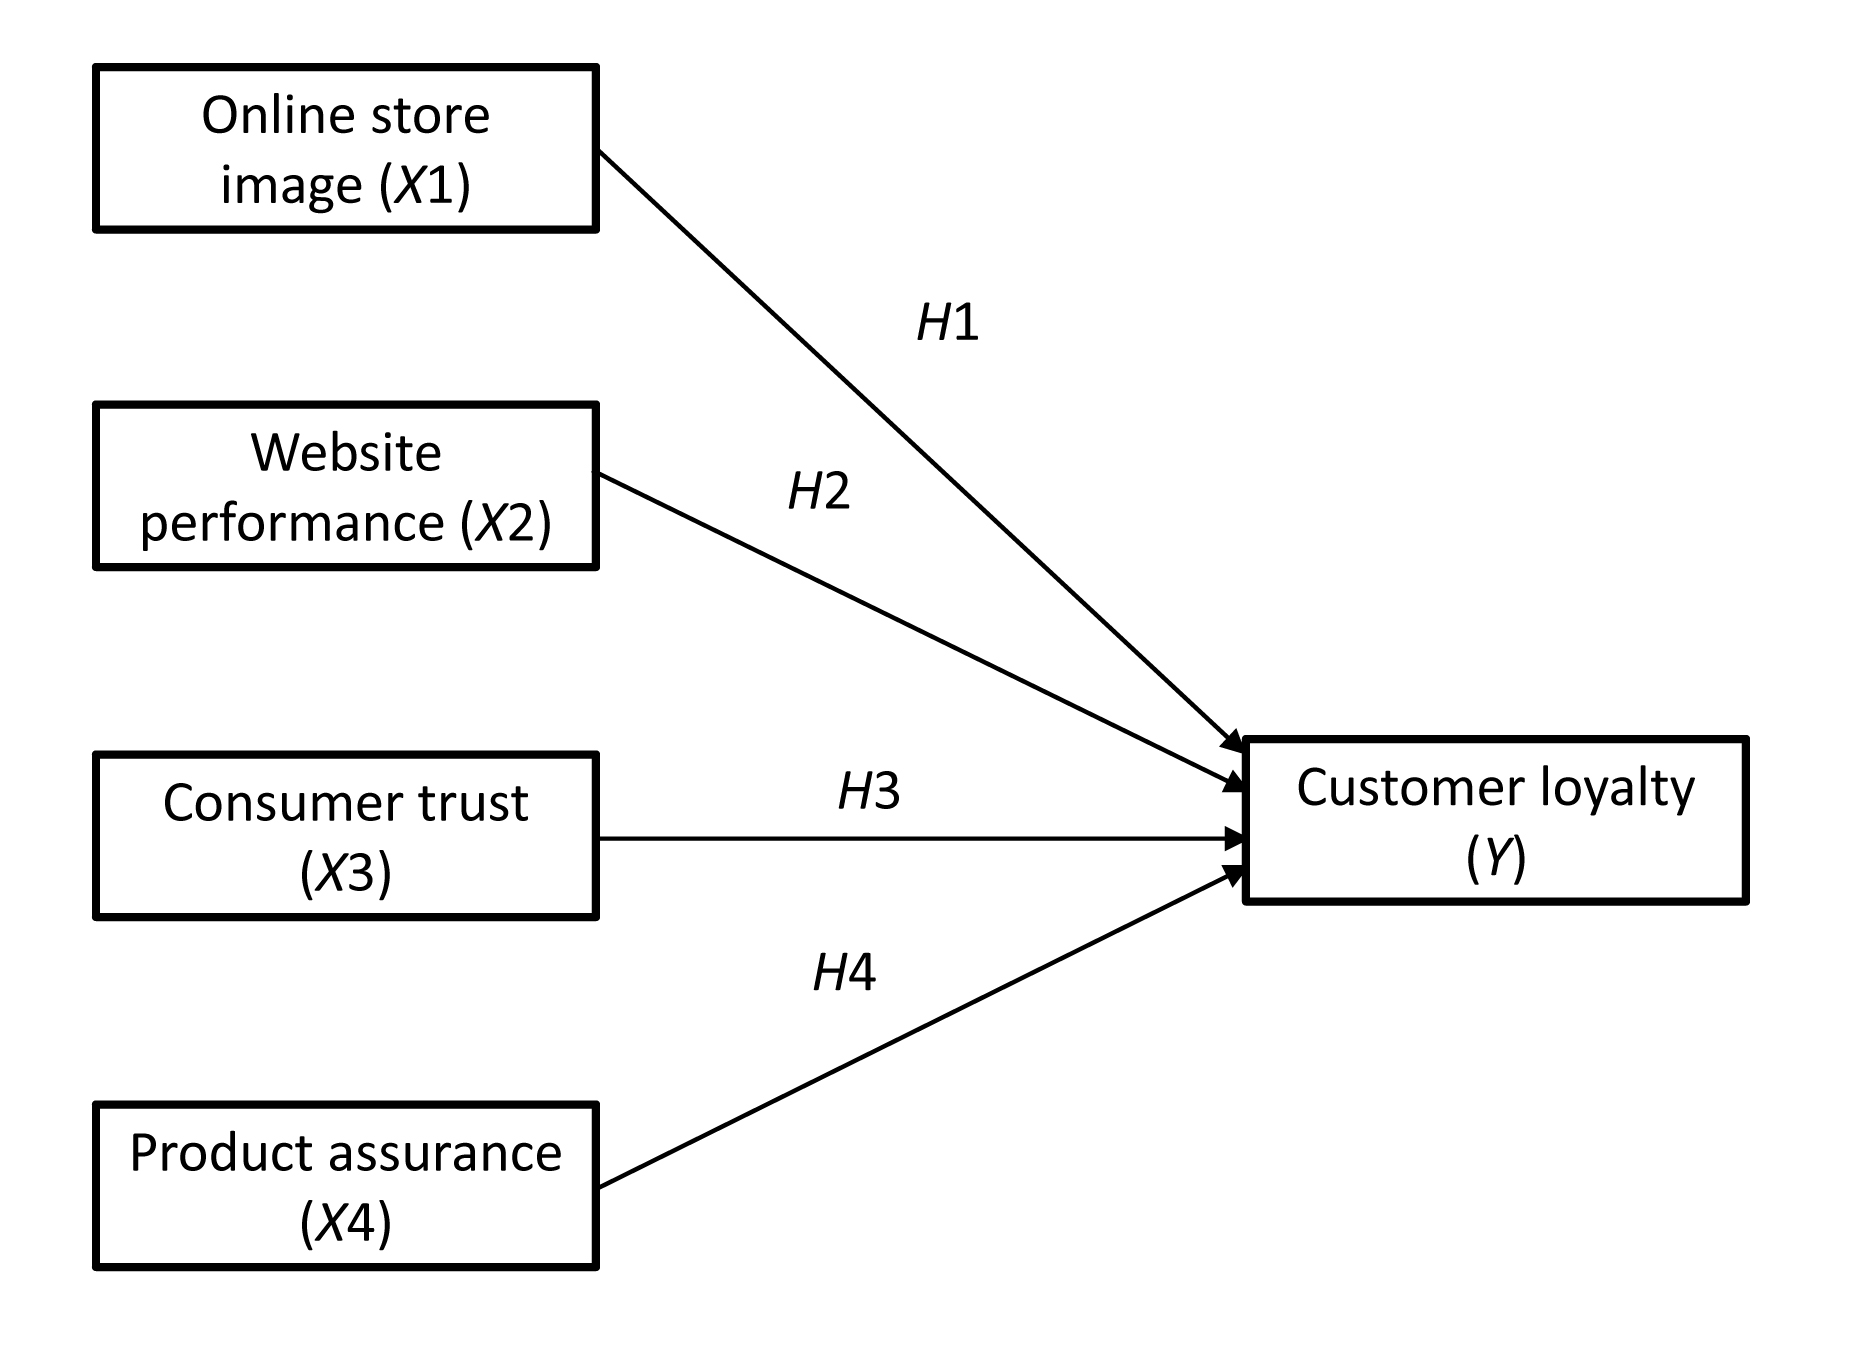 Online store
image (X1)
H1
Website
performance (X2)
H2
Consumer trust
(X3)
H3
Customer loyalty
(Y)
H4
Product assurance
(X4)